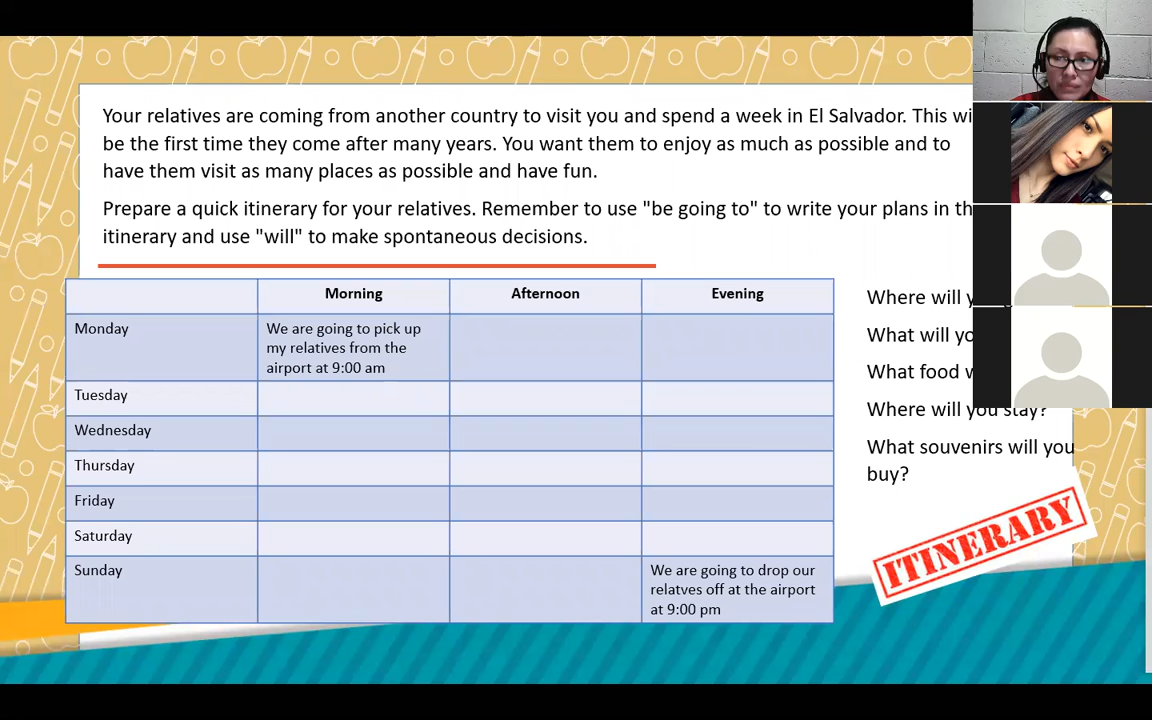 Your relatives are coming from another country to visit you and spend a week in El Salvador. This
be the first time they come after many years. You want them to enjoy as much as possible and to
have them visit as many places as possible and have fun.
Prepare a quick itinerary for your relatives. Remember to use "be going to" to write your plans in
itinerary and use "will" to make spontaneous decisions.
Morning Afternoon Evening
Monday
We are going to pick up
my relatives from the
airport at 9:00 am
Tuesday
Wednesday
Thursday
Friday
Saturday
Sunday
We are going to drop our
relatves off at the airport
at 9:00 pm
Where will
What will
What food
Where will you stay?
What souvenirs will you
buy?
ITINERARY